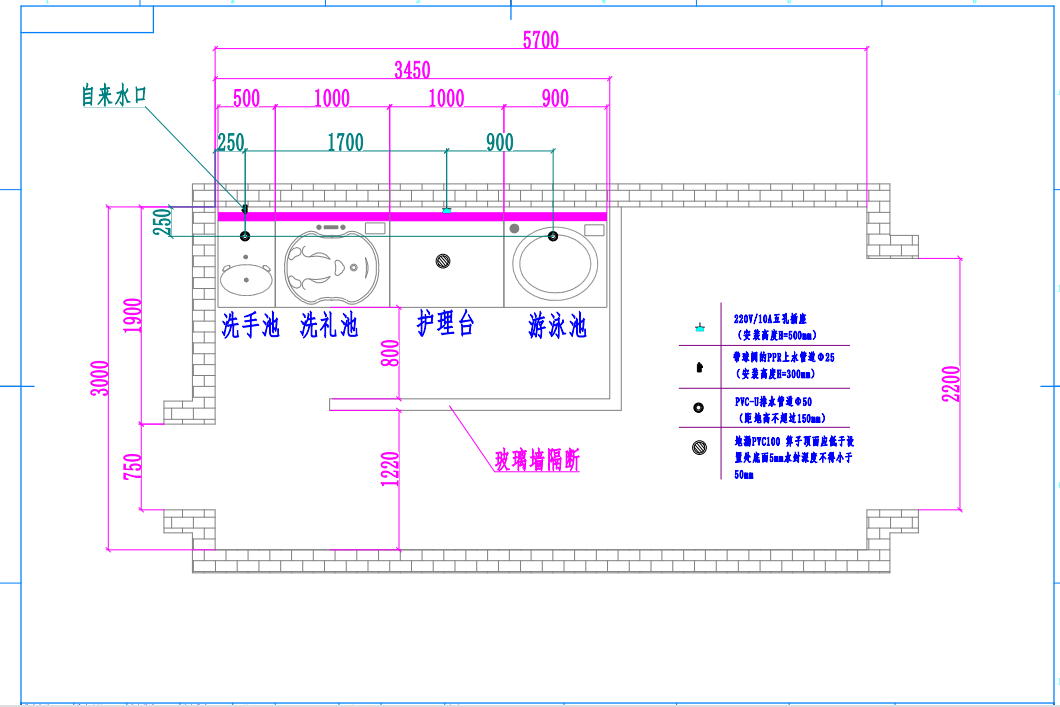 5700
3450
自来水口
500
1000
1000
900
250
1700
900
250
1900
3000
洗手池
洗礼池
护理台
游泳池
800
220V/10A五孔插座
(安装高度H=500mm)
带球阀的PPR上水管道Φ25
(安装高度H=300mm)
2200
PVC-U排水管道Φ50
(距地高不超过150mm)
地漏PVC100 箅子顶面应低于设
置处底面5mm水封深度不得小于
50mm
750
1220
玻璃墙隔断